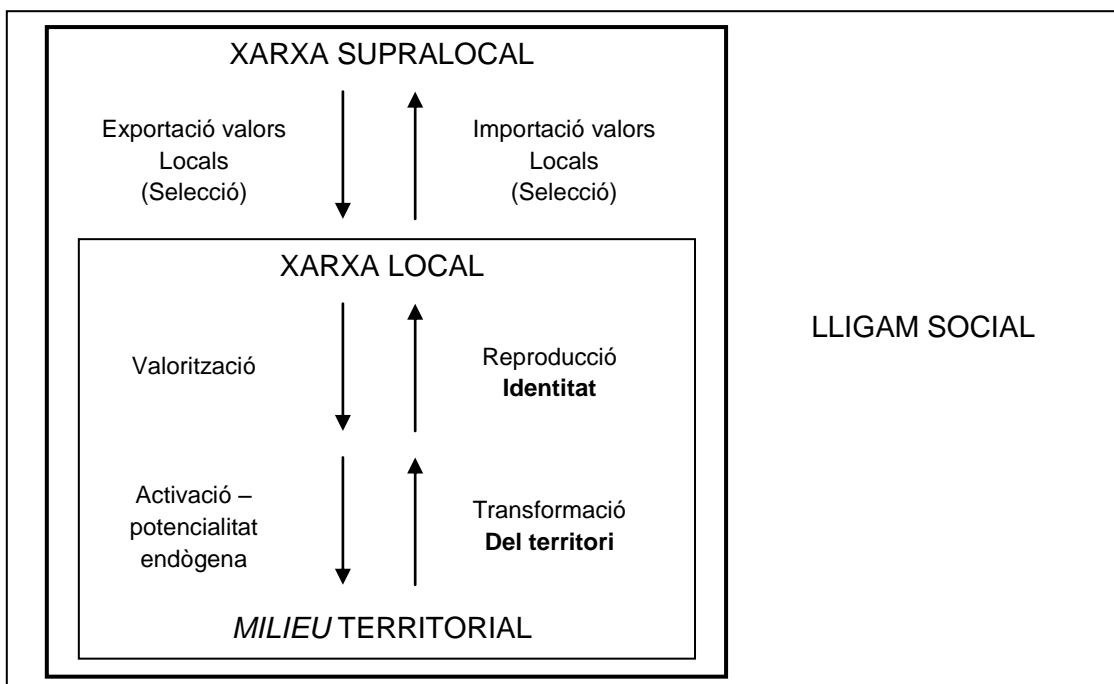 XARXA SUPRALOCAL
Exportació valors
Locals
(Selecció)
Importació valors
Locals
(Selecció)
XARXA LOCAL
LLIGAM SOCIAL
Valorització
Reproducció
Identitat
Activació –
potencialitat
endògena
Transformació
Del territori
MILIEU TERRITORIAL